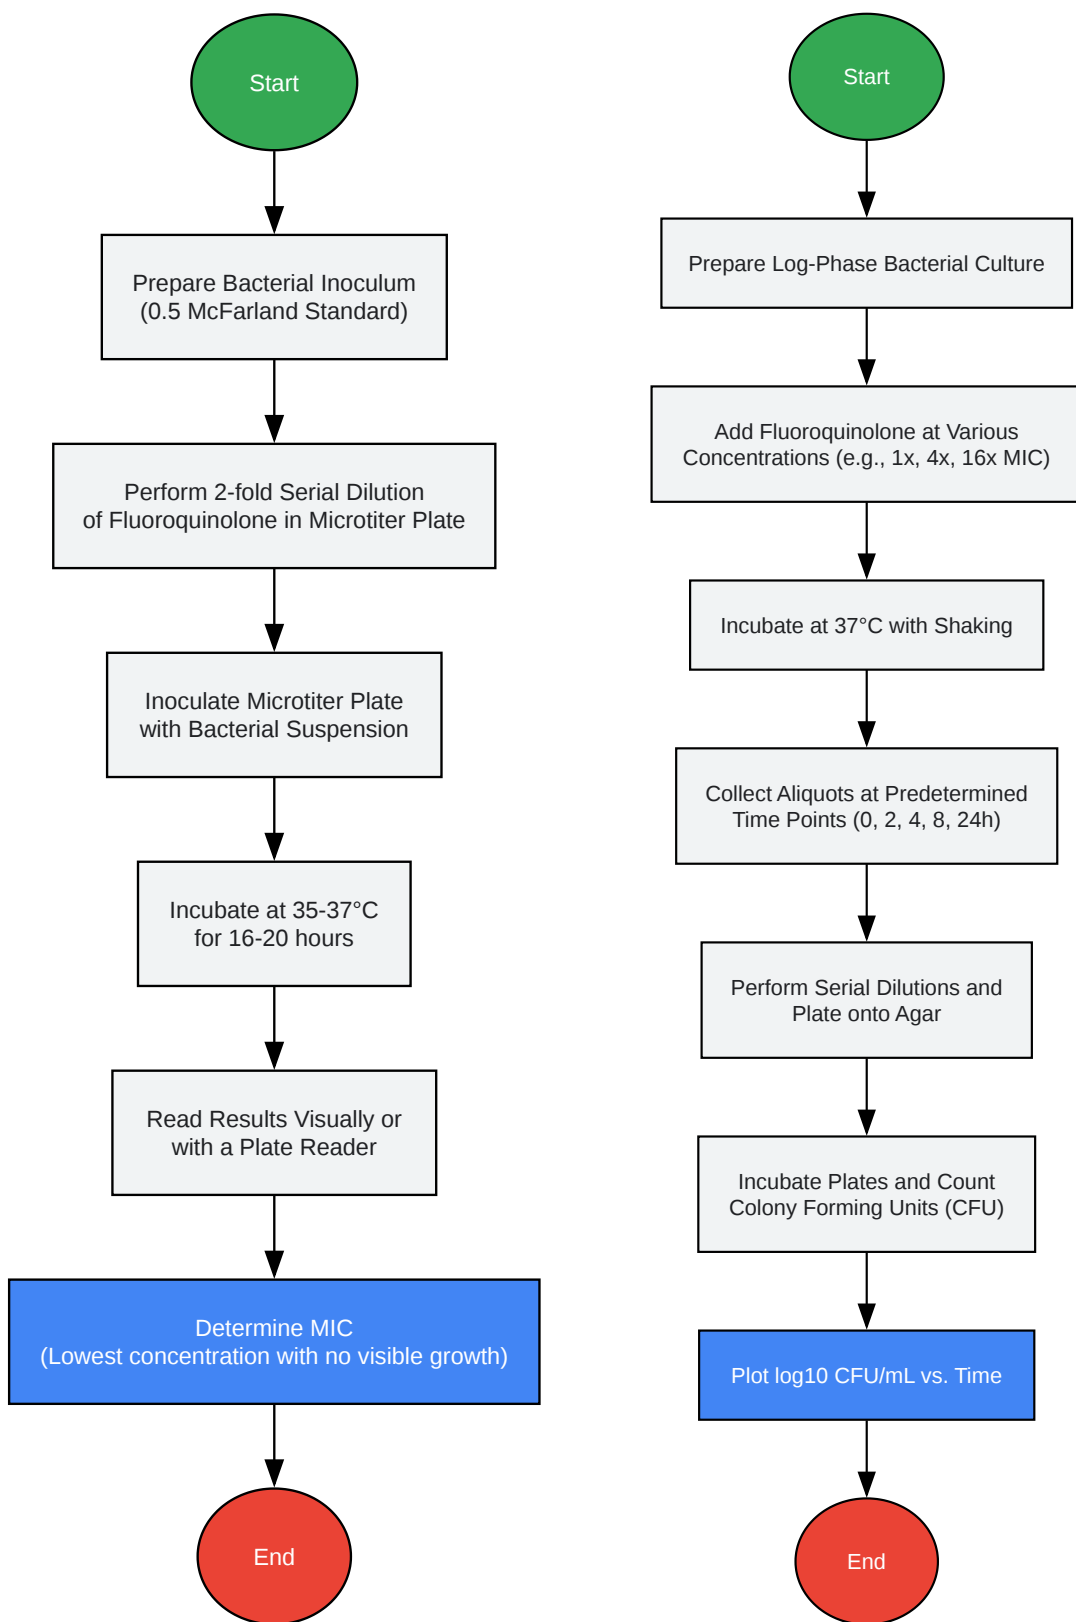 Start
Prepare Bacterial Inoculum
(0.5 McFarland Standard)
Perform 2-fold Serial Dilution
of Fluoroquinolone in Microtiter Plate
Inoculate Microtiter Plate
with Bacterial Suspension
Incubate at 35-37°C
for 16-20 hours
Read Results Visually or
with a Plate Reader
Determine MIC
(Lowest concentration with no visible growth)
End
Start
Prepare Log-Phase Bacterial Culture
Add Fluoroquinolone at Various
Concentrations (e.g., 1x, 4x, 16x MIC)
Incubate at 37°C with Shaking
Collect Aliquots at Predetermined
Time Points (0, 2, 4, 8, 24h)
Perform Serial Dilutions and
Plate onto Agar
Incubate Plates and Count
Colony Forming Units (CFU)
Plot log10 CFU/mL vs. Time
End